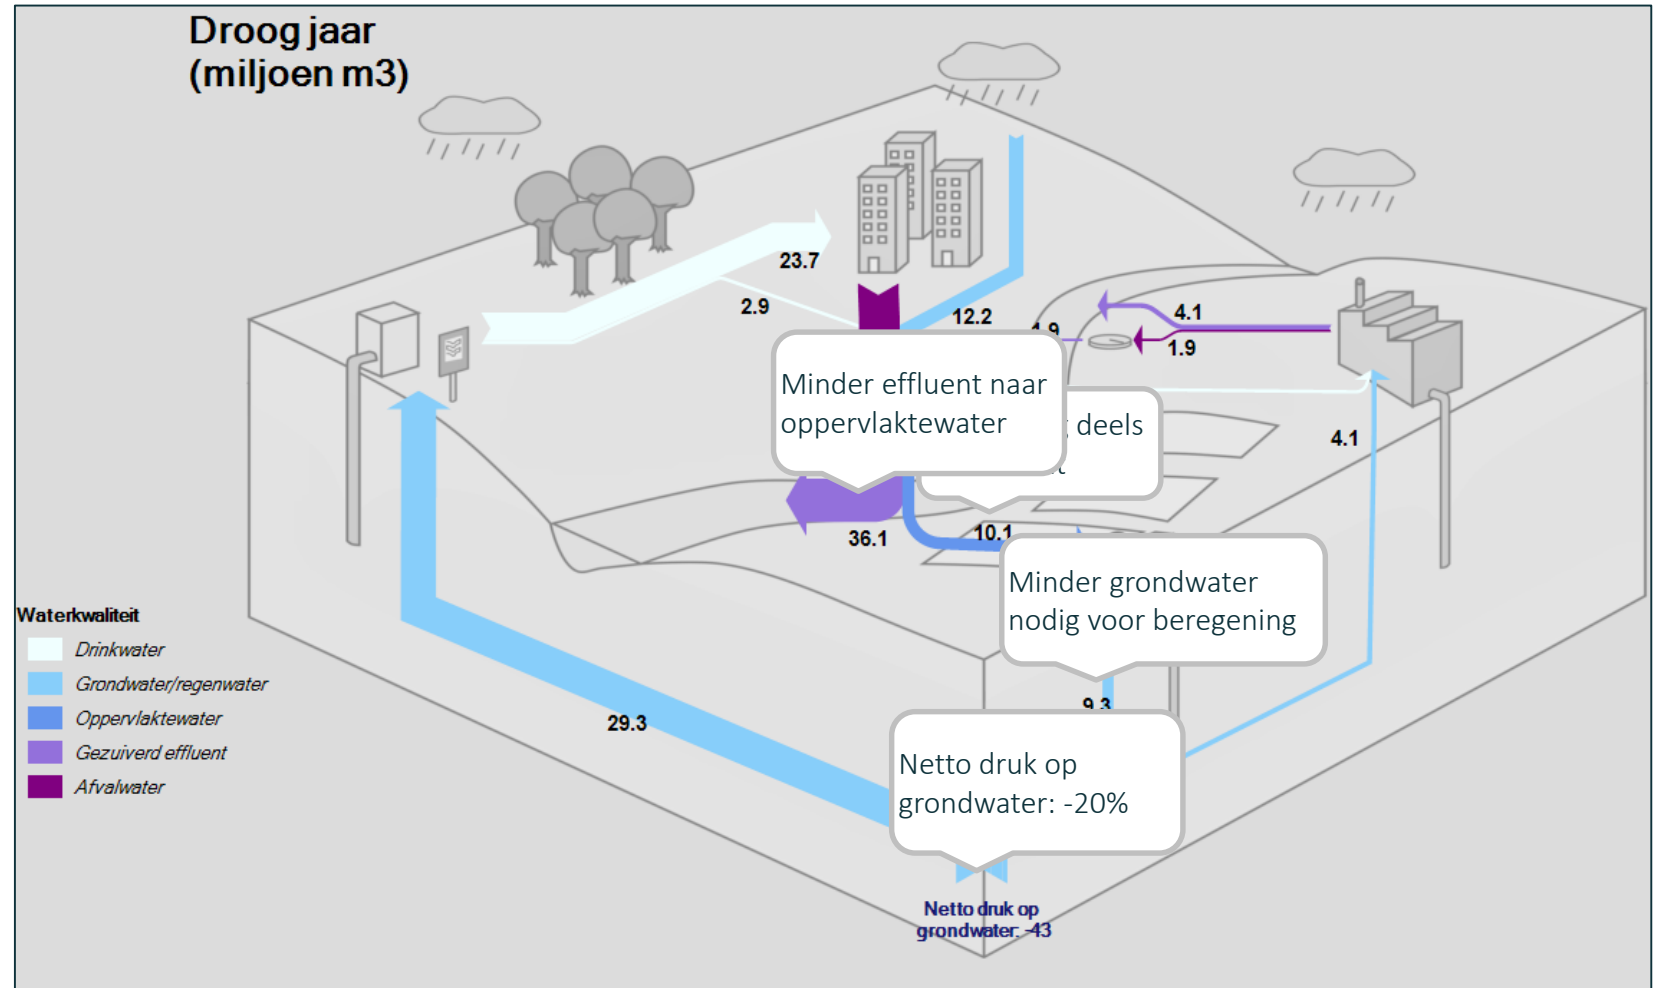 Droog jaar
(miljoen m3)
23.7
2.9
12.2
1.9
4.1
1.9
4.1
Minder effluent naar
oppervlaktewater
deels
36.1
10.1
Minder grondwater
nodig voor beregening
9.3
29.3
Netto druk op
grondwater: -20%
Netto druk op
grondwater: -43
Waterkwaliteit
Drinkwater
Grondwater/regenwater
Oppervlaktewater
Gezuiverd effluent
Afvalwater